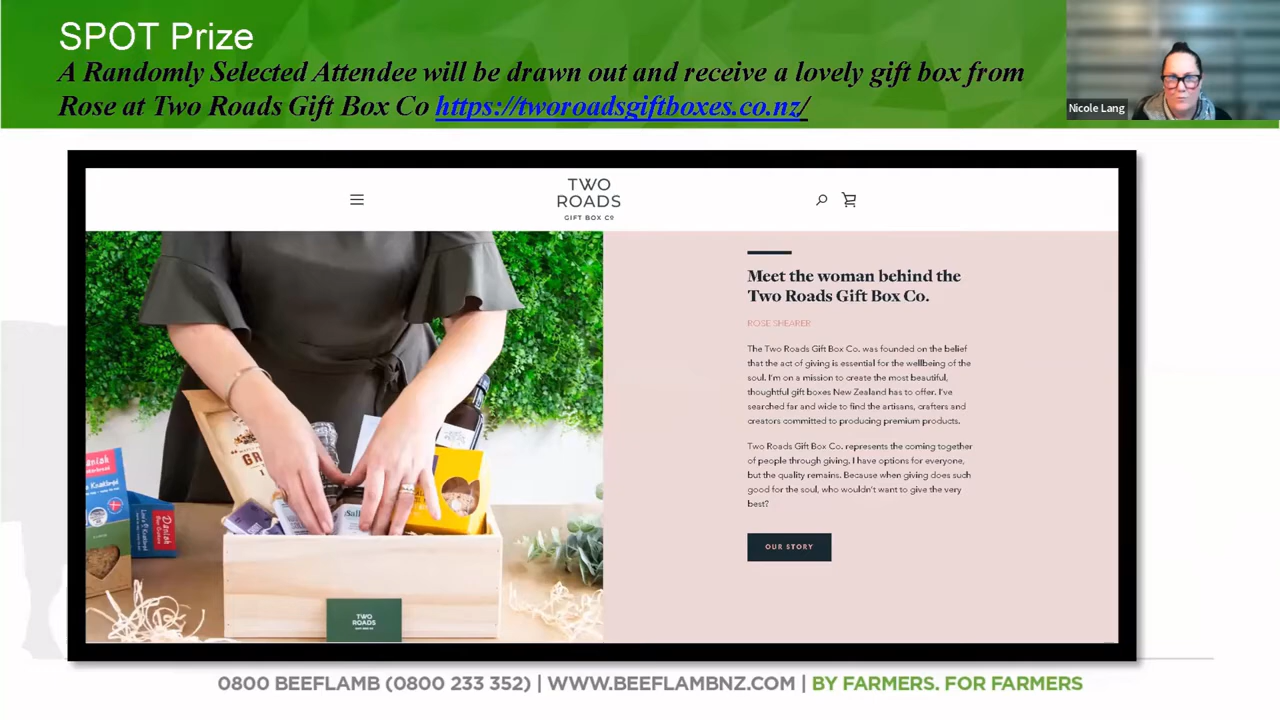 SPOT Prize
A Randomly Selected Attendee will be drawn out and receive a lovely gift box from
Rose at Two Roads Gift Box Co https://tworoadsgiftboxes.co.nz/
Nicole Lang
TWO
ROADS
GIFT BOX Cº
Meet the woman behind the
Two Roads Gift Box Co.
ROSE SHEARER
The Two Roads Gift Box Co. was founded on the belief
that the act of giving is essential for the wellbeing of the
soul. I'm on a mission to create the most beautiful,
thoughtful gift boxes New Zealand has to offer. I've
searched far and wide to find the artisans, crafters and
creators committed to producing premium products.
Two Roads Gift Box Co. represents the coming together
of people through giving. I have options for everyone,
but the quality remains. Because when giving does such
good for the soul, who wouldn't want to give the very
best?
OUR STORY
GR
Danish
TWO
ROADS
0800 BEEFLAMB (0800 233 352) | WWW.BEEFLAMBNZ.COM | BY FARMERS. FOR FARMERS